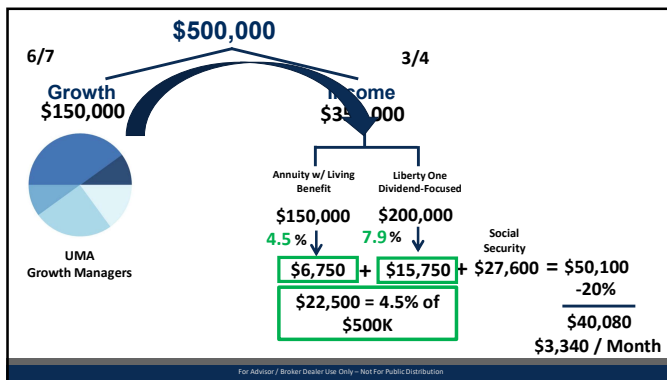 $500,000
6/7
3/4
Growth
$150,000
Income
$350,000
Annuity w/ Living
Benefit
Liberty One
Dividend-Focused
$150,000
$200,000
4.5 %
7.9 %
Social
Security
UMA
Growth Managers
$6,750 + $15,750 + $27,600 = $50,100
-20%
$22,500 = 4.5% of
$500K
$40,080
$3,340 / Month
For Advisor / Broker Dealer Use Only – Not For Public Distribution